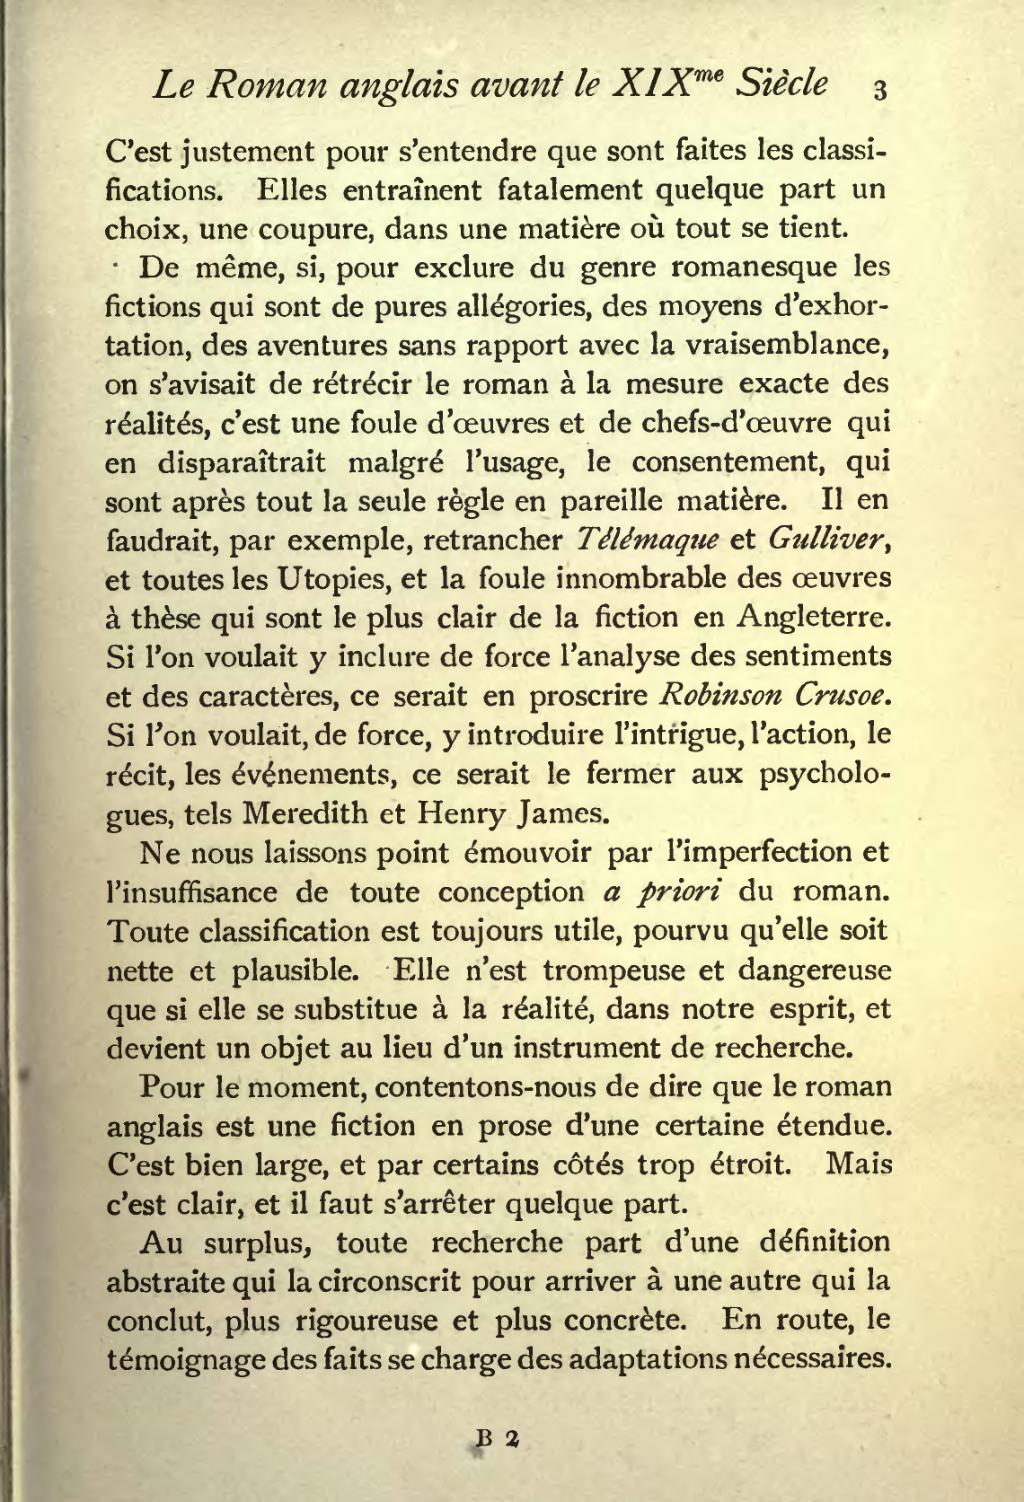 Le Roman anglais avant le XIXme Siècle 3
C'est justement pour s'entendre que sont faites les classi-
fications. Elles entraînent fatalement quelque part un
choix, une coupure, dans une matière où tout se tient.
De même, si, pour exclure du genre romanesque les
fictions qui sont de pures allégories, des moyens d'exhor-
tation, des aventures sans rapport avec la vraisemblance,
on s'avisait de rétrécir le roman à la mesure exacte des
réalités, c'est une foule d'œuvres et de chefs-d'œuvre qui
en disparaîtrait malgré l'usage, le consentement, qui
sont après tout la seule règle en pareille matière. Il en
faudrait, par exemple, retrancher Télémaque et Gulliver,
et toutes les Utopies, et la foule innombrable des œuvres
à thèse qui sont le plus clair de la fiction en Angleterre.
Si l'on voulait y inclure de force l'analyse des sentiments
et des caractères, ce serait en proscrire Robinson Crusoe.
Si l'on voulait, de force, y introduire l'intrigue, l'action, le
récit, les événements, ce serait le fermer aux psycholo-
gues, tels Meredith et Henry James.
Ne nous laissons point émouvoir par l'imperfection et
l'insuffisance de toute conception a priori du roman.
Toute classification est toujours utile, pourvu qu'elle soit
nette et plausible. Elle n'est trompeuse et dangereuse
que si elle se substitue à la réalité, dans notre esprit, et
devient un objet au lieu d'un instrument de recherche.
Pour le moment, contentons-nous de dire que le roman
anglais est une fiction en prose d'une certaine étendue.
C'est bien large, et par certains côtés trop étroit. Mais
c'est clair, et il faut s'arrêter quelque part.
Au surplus, toute recherche part d'une définition
abstraite qui la circonscrit pour arriver à une autre qui la
conclut, plus rigoureuse et plus concrète. En route, le
témoignage des faits se charge des adaptations nécessaires.
B 2